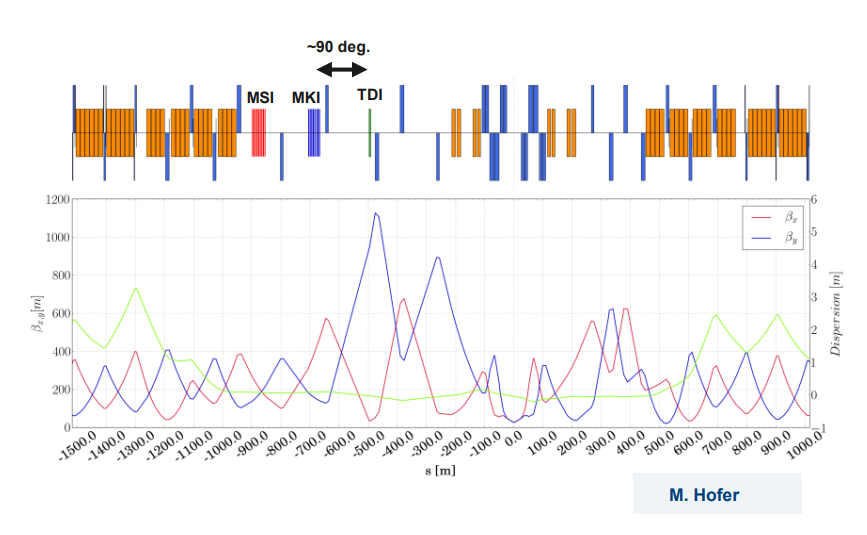 ~90 deg.
MSI MKI TDI
1200
1000
800
600
400
200
0
β_{x,y}[m]
6
5
4
3
2
1
0
−1
Dispersion [m]
β_x
β_y
-1500.0 -1400.0 -1300.0 -1200.0 -1100.0 -1000.0 -900.0 -800.0 -700.0 -600.0 -500.0 -400.0 -300.0 -200.0 -100.0 0.0 100.0 200.0 300.0 400.0 500.0 600.0 700.0 800.0 900.0 1000.0
s [m]
M. Hofer